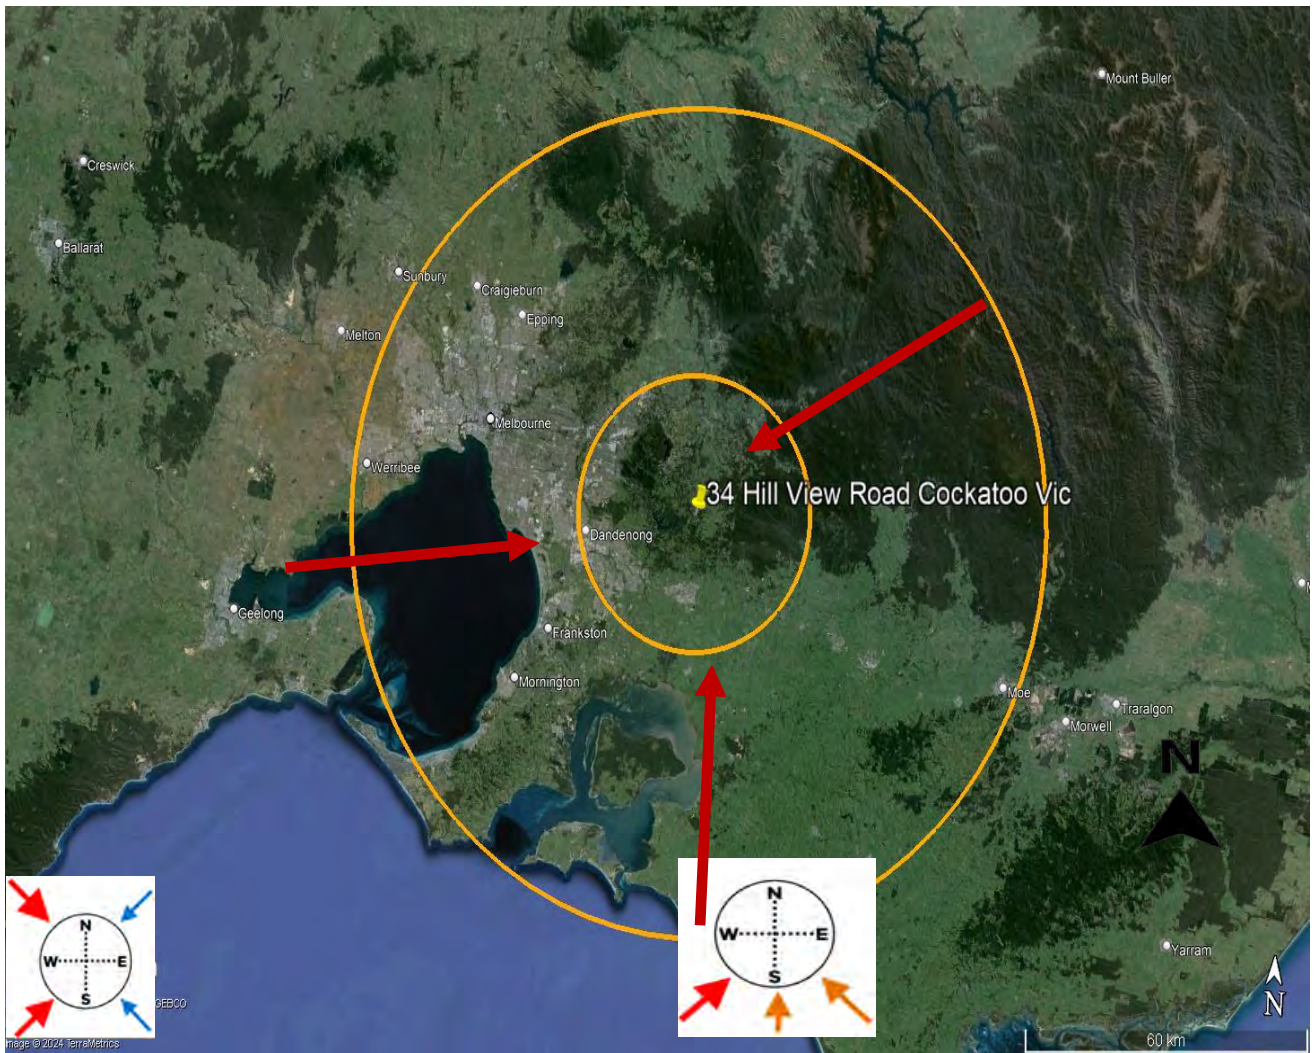 Mount Buller
Creswick
Ballarat
Sunbury
Craigieburn
Epping
Melton
Melbourne
Werribee
34 Hill View Road Cockatoo Vic
Dandenong
Geelong
Frankston
Mornington
Moe
Traralgon
Morwell
N
N
W E
S
N
W E
S
Yarram
N
GEBCO
60 km
mage © 2024 TerraMetrics